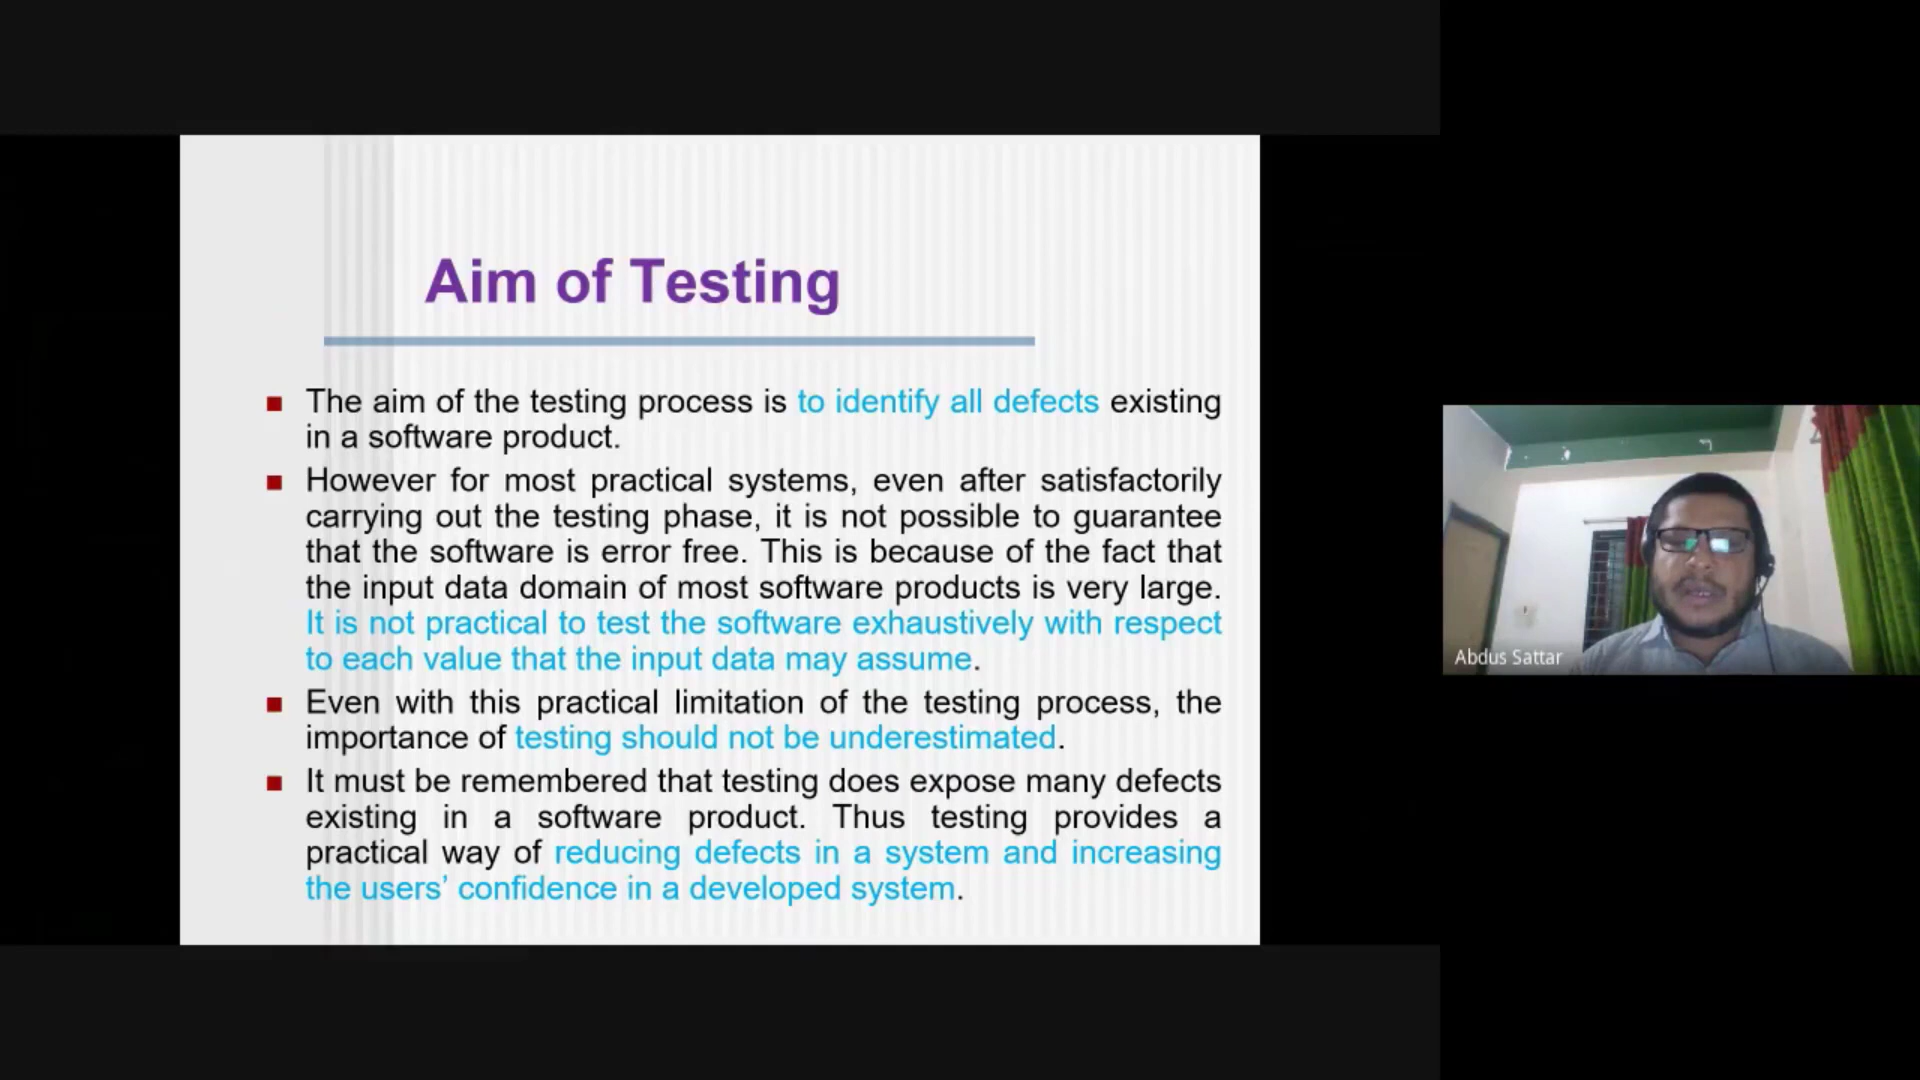 Aim of Testing
The aim of the testing process is to identify all defects existing
in a software product.
However for most practical systems, even after satisfactorily
carrying out the testing phase, it is not possible to guarantee
that the software is error free. This is because of the fact that
the input data domain of most software products is very large.
It is not practical to test the software exhaustively with respect
to each value that the input data may assume.
Even with this practical limitation of the testing process, the
importance of testing should not be underestimated.
It must be remembered that testing does expose many defects
existing in a software product. Thus testing provides a
practical way of reducing defects in a system and increasing
the users’ confidence in a developed system.
Abdus Sattar